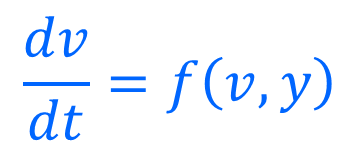 dv/dt = f(v, y)